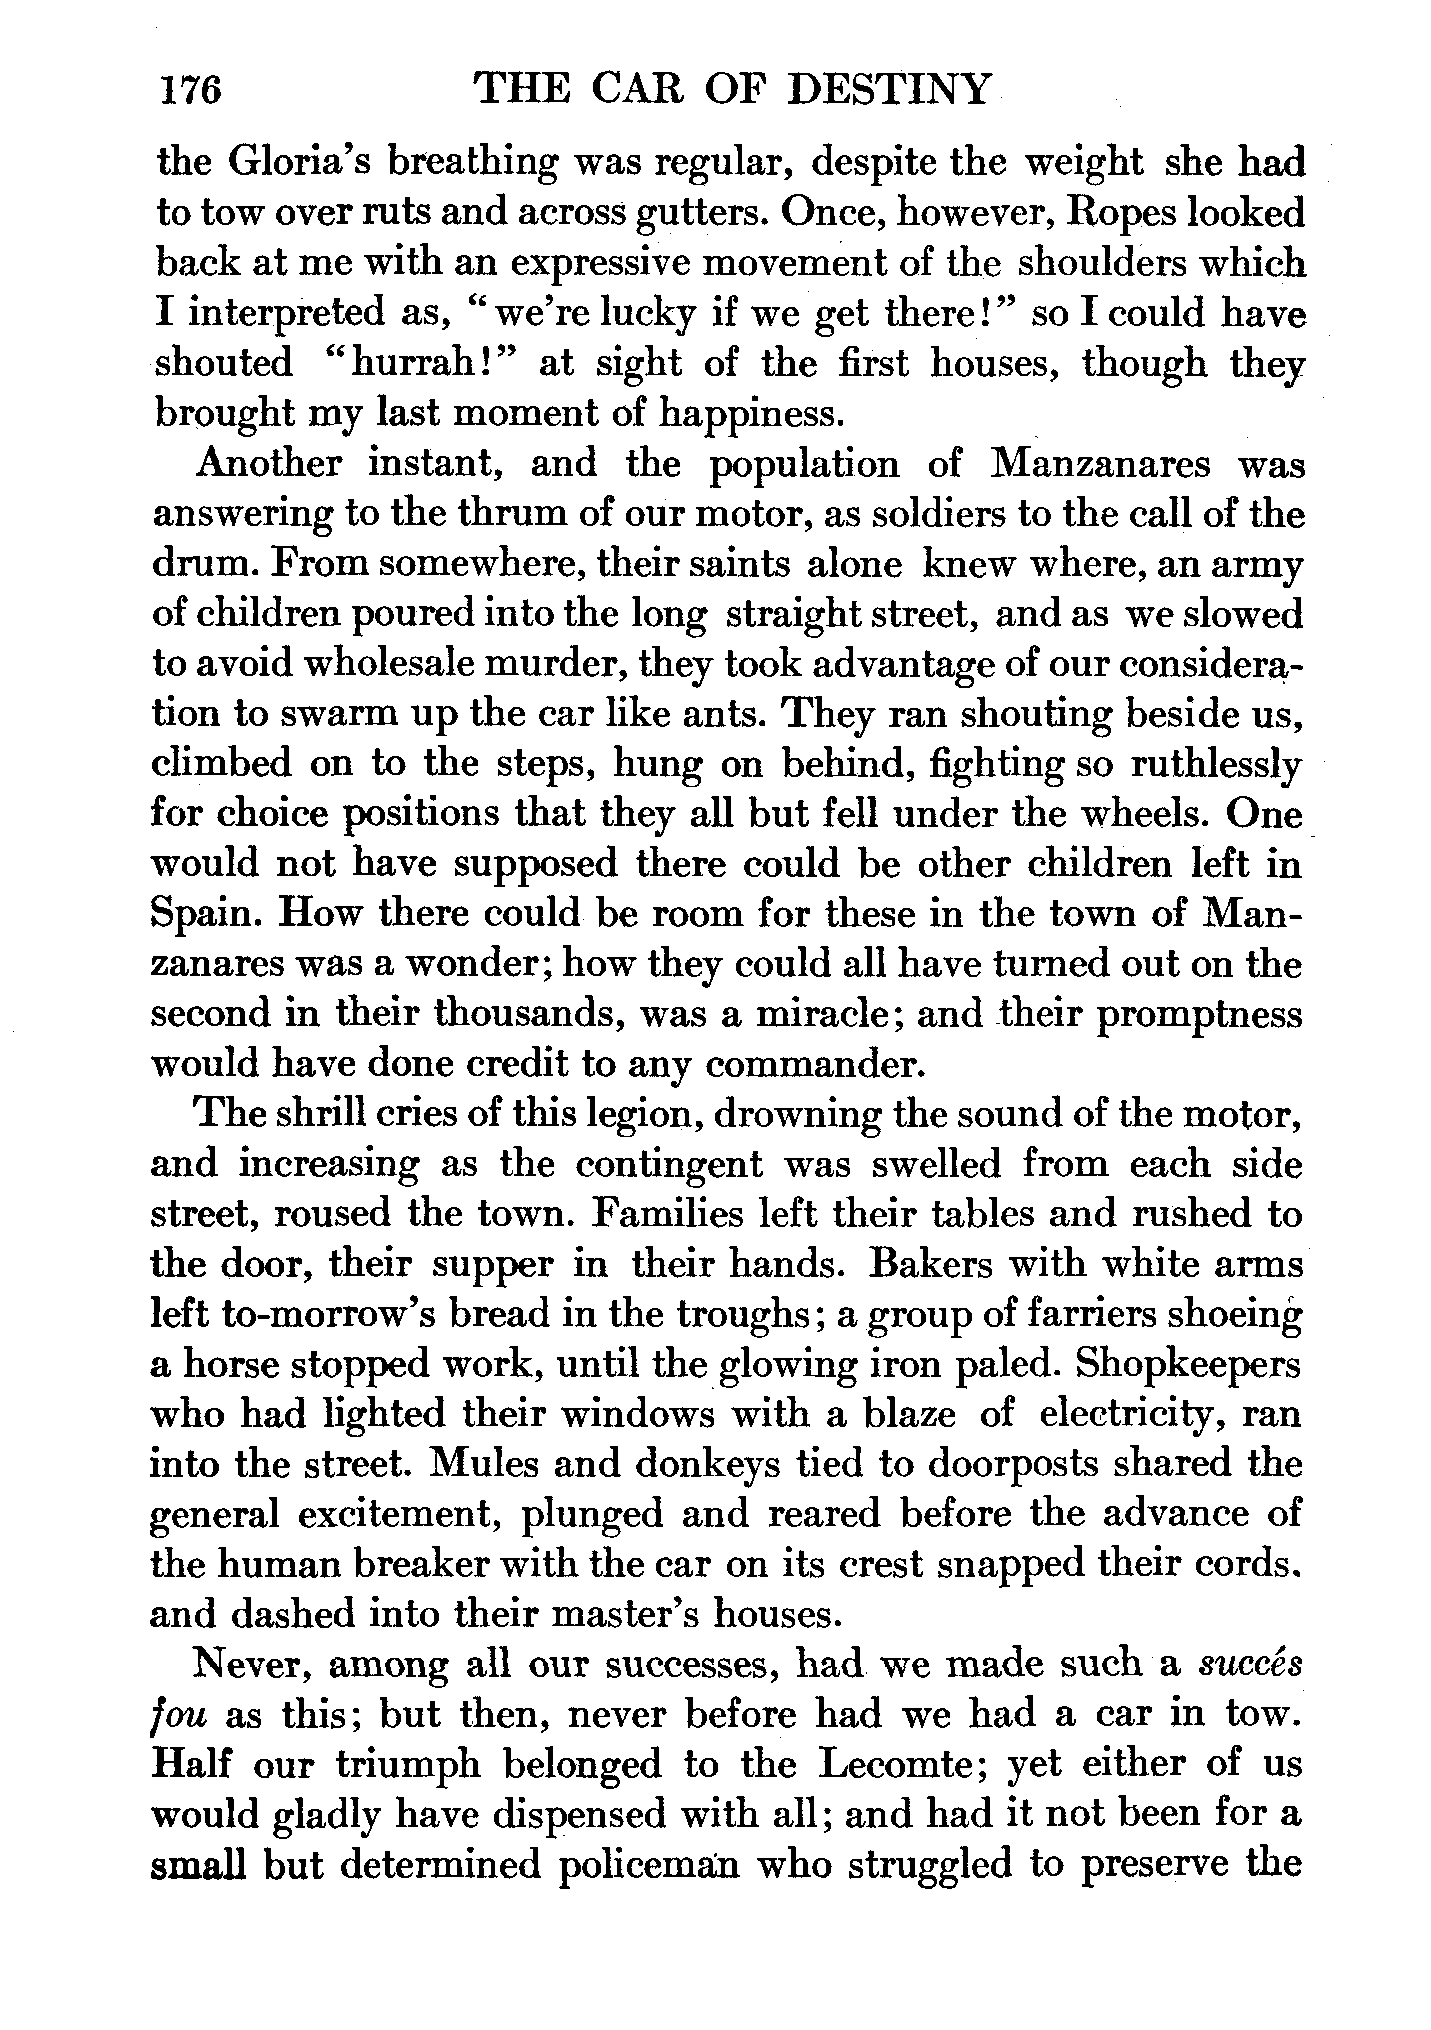 176 THE CAR OF DESTINY
the Gloria's breathing was regular, despite the weight she had
to tow over ruts and across gutters. Once, however, Ropes looked
back at me with an expressive movement of the shoulders which
I interpreted as, "we're lucky if we get there!" so I could have
shouted "hurrah!" at sight of the first houses, though they
brought my last moment of happiness.
Another instant, and the population of Manzanares was
answering to the thrum of our motor, as soldiers to the call of the
drum. From somewhere, their saints alone knew where, an army
of children poured into the long straight street, and as we slowed
to avoid wholesale murder, they took advantage of our considera-
tion to swarm up the car like ants. They ran shouting beside us,
climbed on to the steps, hung on behind, fighting so ruthlessly
for choice positions that they all but fell under the wheels. One
would not have supposed there could be other children left in
Spain. How there could be room for these in the town of Man-
zanares was a wonder; how they could all have turned out on the
second in their thousands, was a miracle; and their promptness
would have done credit to any commander.
The shrill cries of this legion, drowning the sound of the motor,
and increasing as the contingent was swelled from each side
street, roused the town. Families left their tables and rushed to
the door, their supper in their hands. Bakers with white arms
left to-morrow's bread in the troughs; a group of farriers shoeing
a horse stopped work, until the glowing iron paled. Shopkeepers
who had lighted their windows with a blaze of electricity, ran
into the street. Mules and donkeys tied to doorposts shared the
general excitement, plunged and reared before the advance of
the human breaker with the car on its crest snapped their cords.
and dashed into their master's houses.
Never, among all our successes, had we made such a succés
fou as this; but then, never before had we had a car in tow.
Half our triumph belonged to the Lecomte; yet either of us
would gladly have dispensed with all; and had it not been for a
small but determined policeman who struggled to preserve the